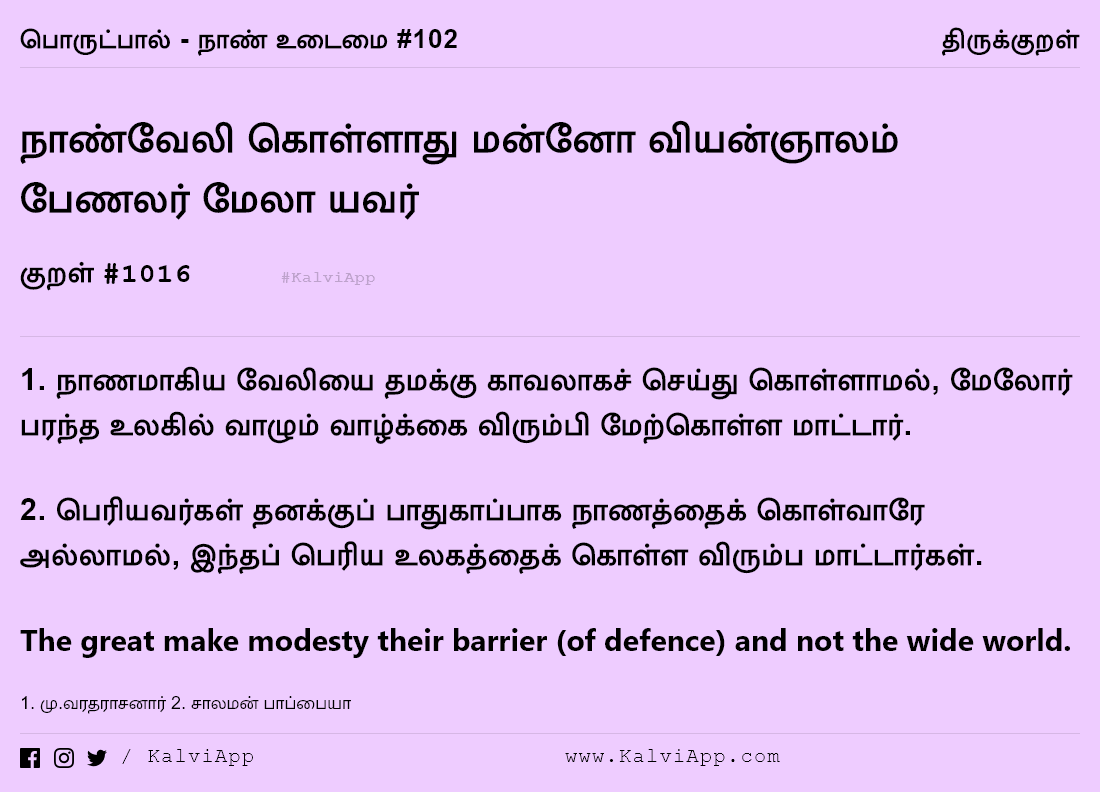 பொருட்பால் - நாண் உடைமை #102
திருக்குறள்
நாண்வேலி கொள்ளாது மன்னோ வியன்ஞாலம்
பேணலர் மேலா யவர்
குறள் #1016
#KalviApp
1. நாணமாகிய வேலியை தமக்கு காவலாகச் செய்து கொள்ளாமல், மேலோர்
பரந்த உலகில் வாழும் வாழ்க்கை விரும்பி மேற்கொள்ள மாட்டார்.
2. பெரியவர்கள் தனக்குப் பாதுகாப்பாக நாணத்தைக் கொள்வாரே
அல்லாமல், இந்தப் பெரிய உலகத்தைக் கொள்ள விரும்ப மாட்டார்கள்.
The great make modesty their barrier (of defence) and not the wide world.
1. மு.வரதராசனார் 2. சாலமன் பாப்பையா
/ KalviApp
www.KalviApp.com